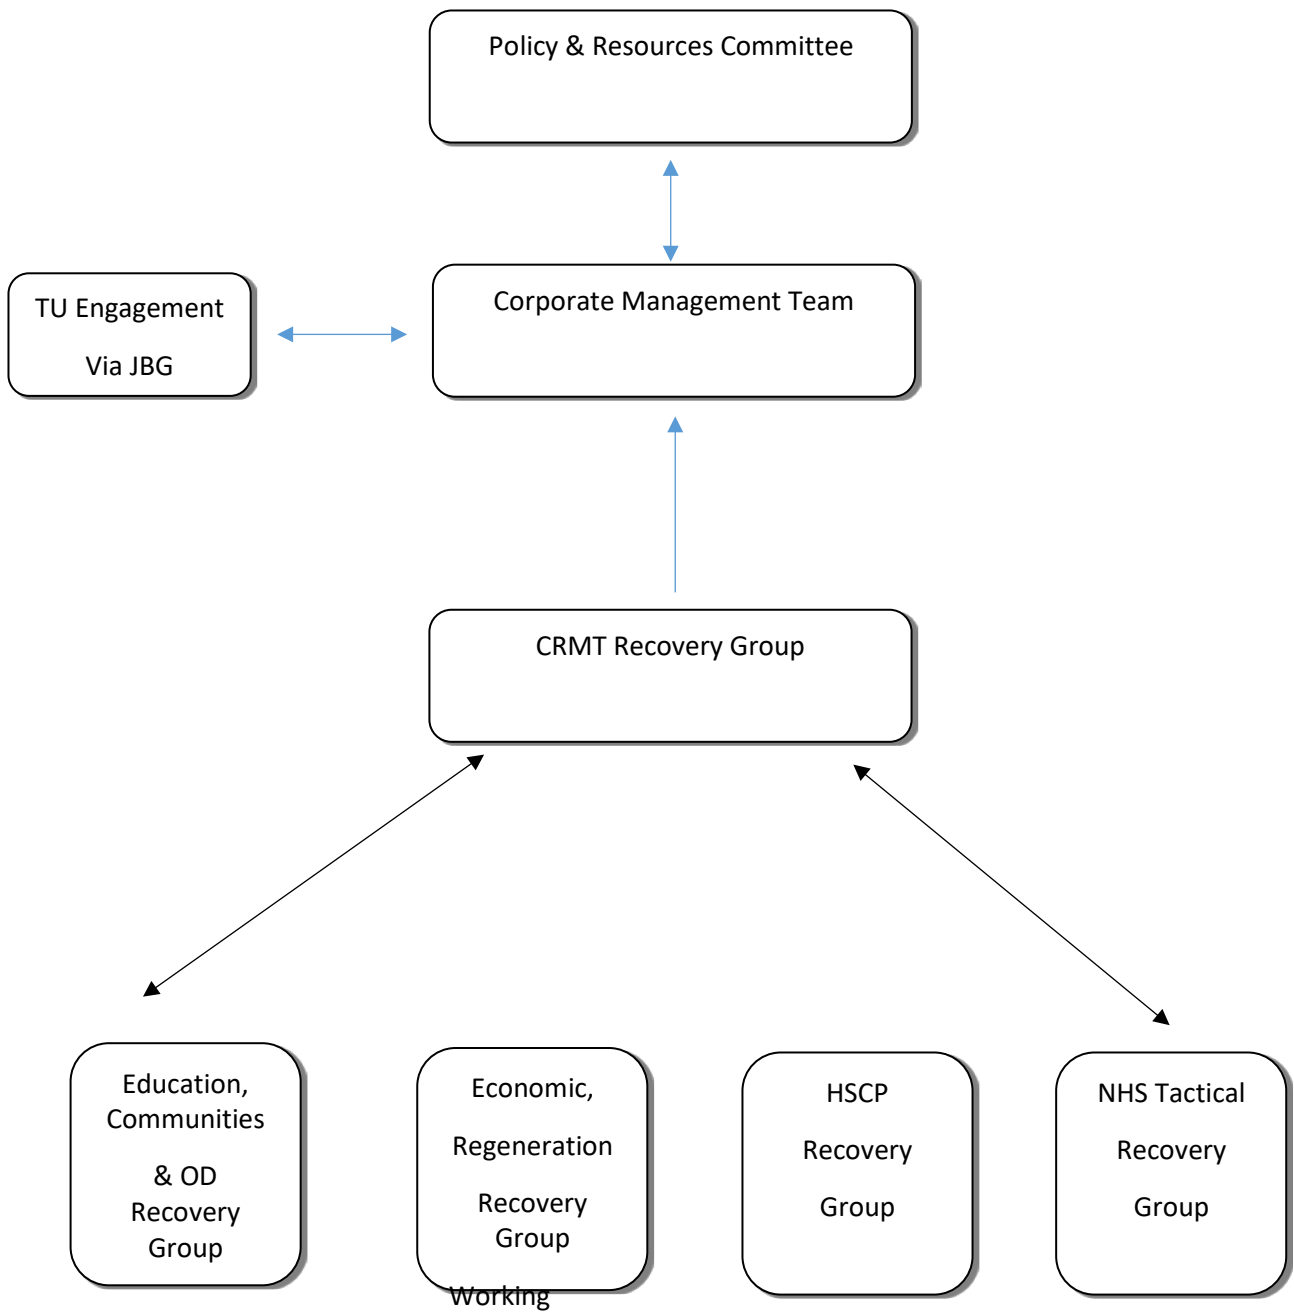 Policy & Resources Committee
TU Engagement
Via JBG
Corporate Management Team
CRMT Recovery Group
Education,
Communities
& OD
Recovery
Group
Economic,
Regeneration
Recovery
Group
Working
HSCP
Recovery
Group
NHS Tactical
Recovery
Group